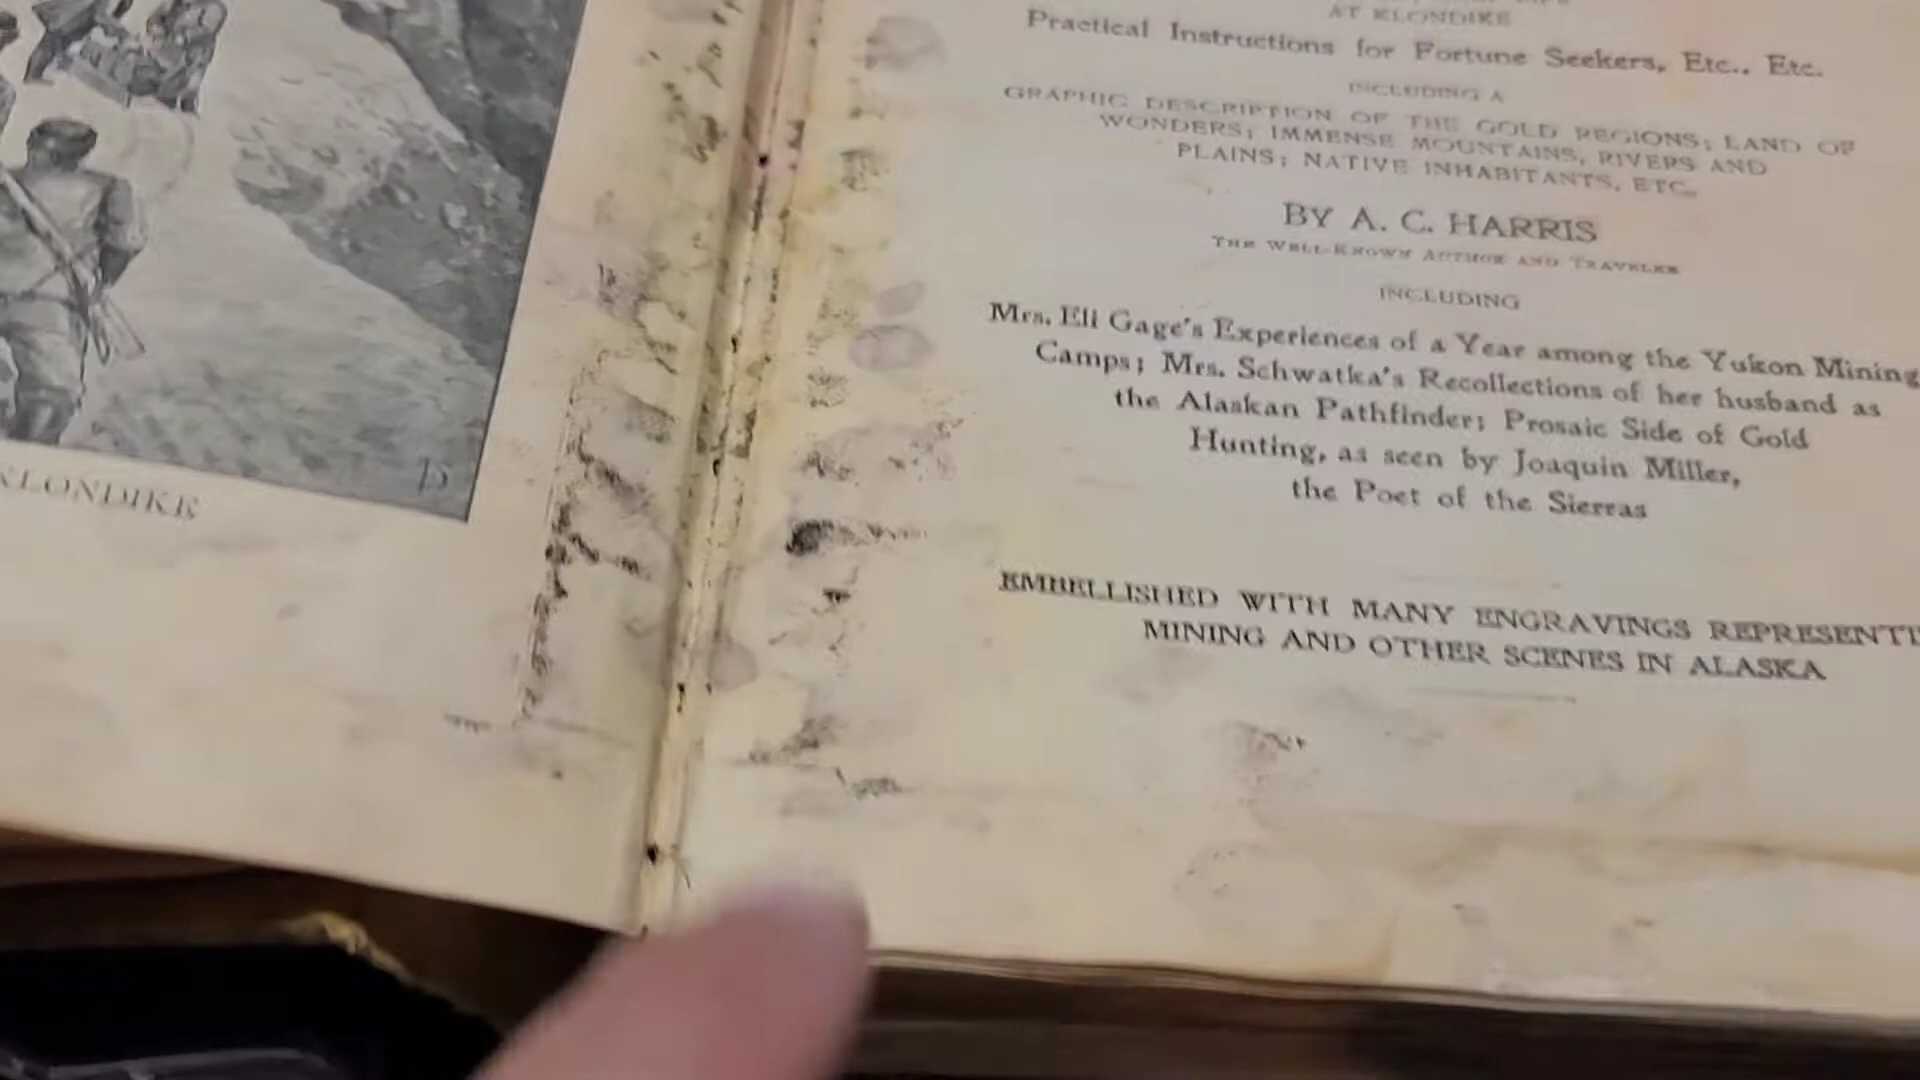 KLONDIKE
AT KLONDIKE
Practical Instructions for Fortune Seekers, Etc., Etc.
INCLUDING A
GRAPHIC DESCRIPTION OF THE GOLD REGIONS; LAND OF
WONDERS; IMMENSE MOUNTAINS, RIVERS AND
PLAINS; NATIVE INHABITANTS, ETC.
BY A. C. HARRIS
THE WELL-KNOWN AUTHOR AND TRAVELER
INCLUDING
Mrs. Eli Gage's Experiences of a Year among the Yukon Mining
Camps; Mrs. Schwatka's Recollections of her husband as
the Alaskan Pathfinder; Prosaic Side of Gold
Hunting, as seen by Joaquin Miller,
the Poet of the Sierras
EMBELLISHED WITH MANY ENGRAVINGS REPRESENTI
MINING AND OTHER SCENES IN ALASKA